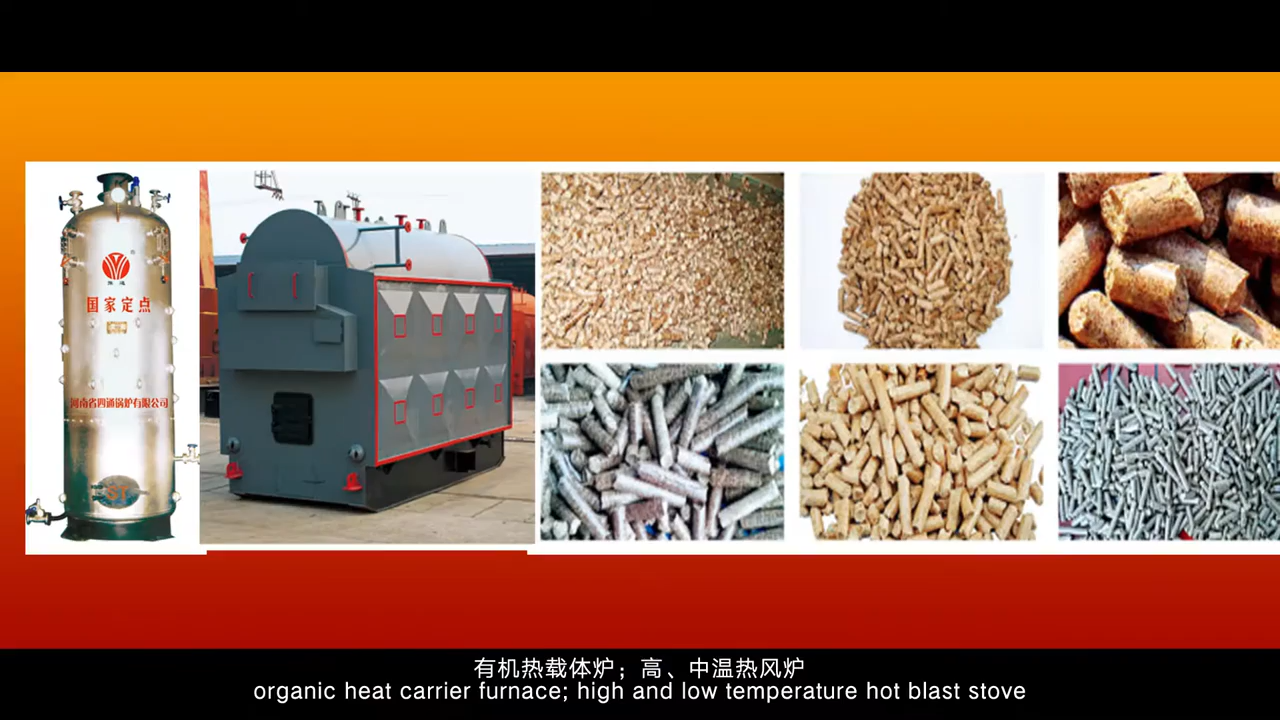 国家定点
河南省四通锅炉有限公司
ST
有机热载体炉；高、中温热风炉
organic heat carrier furnace; high and low temperature hot blast stove